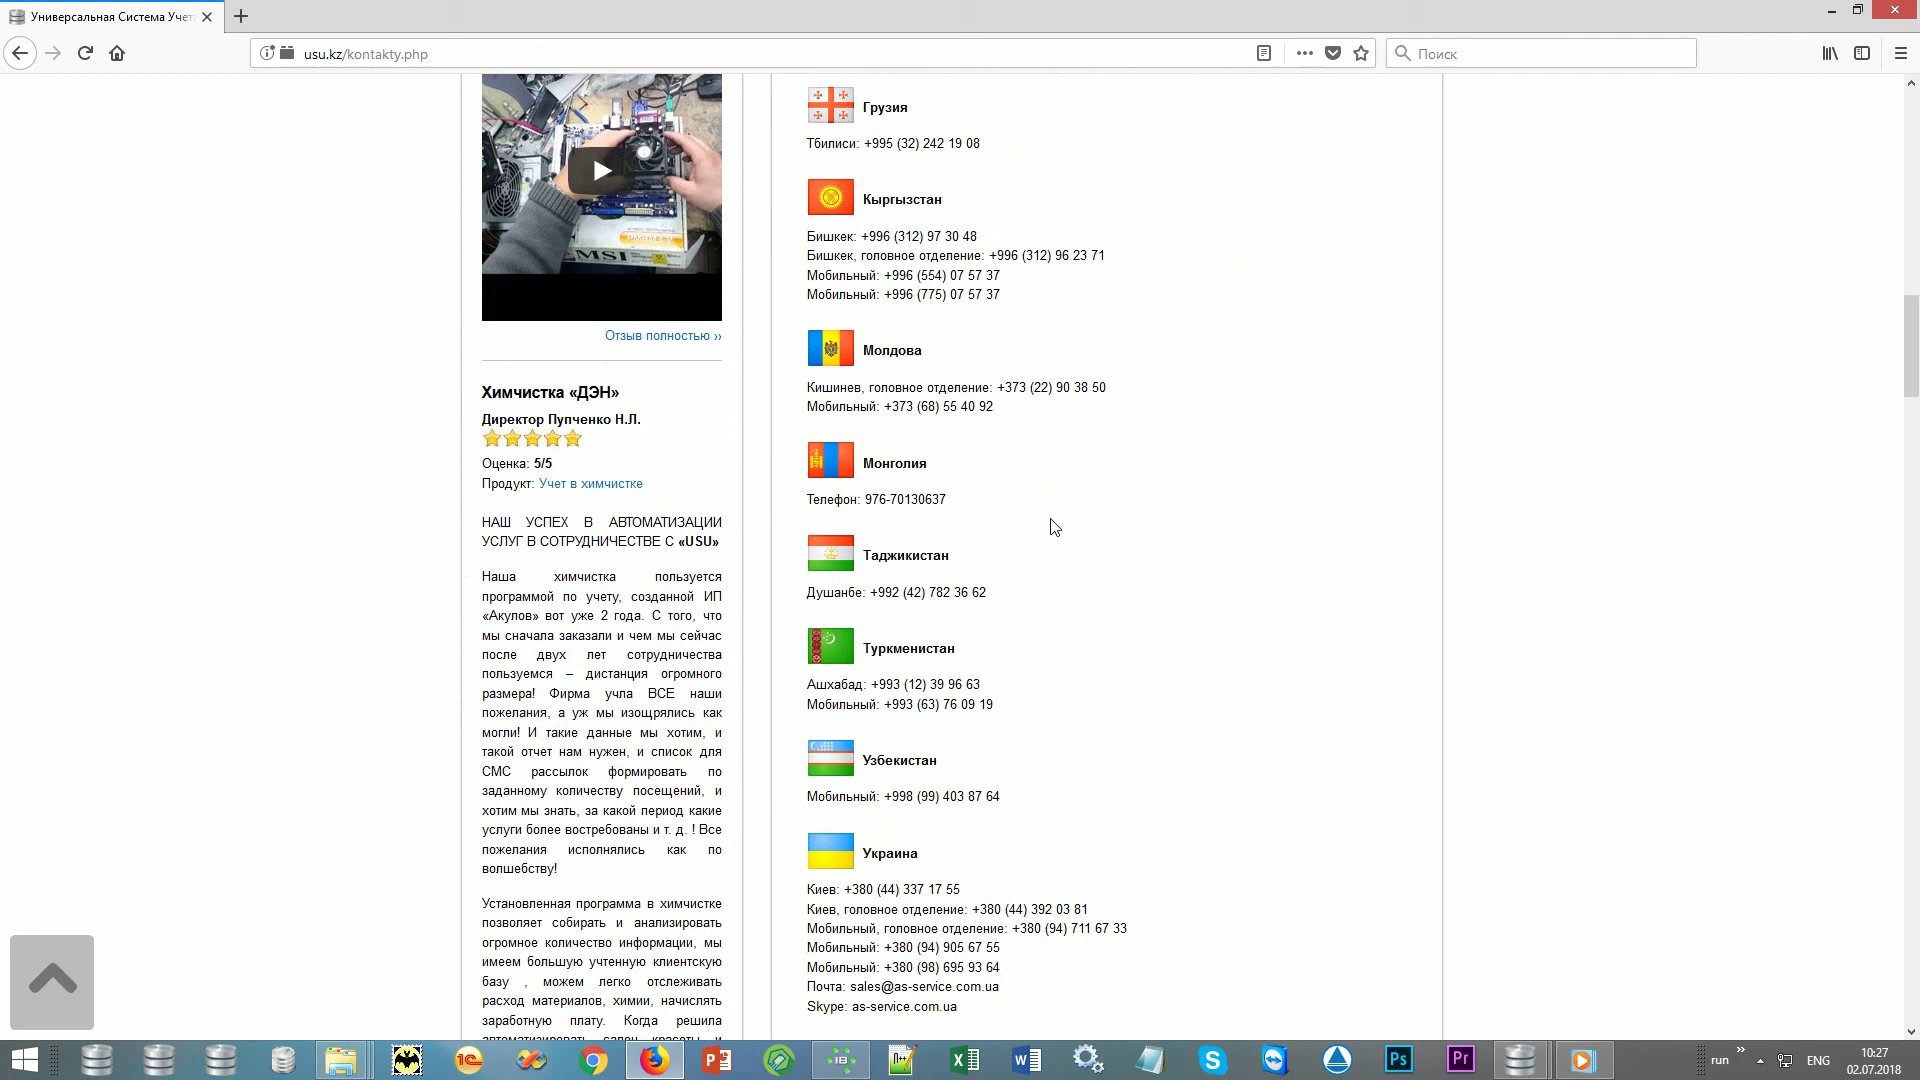 Универсальная Система Учет
usu.kz/kontakty.php
Поиск
PMBM
MSI
Отзыв полностью ››
Химчистка «ДЭН»
Директор Пупченко Н.Л.
Оценка: 5/5
Продукт: Учет в химчистке
НАШ УСПЕХ В АВТОМАТИЗАЦИИ
УСЛУГ В СОТРУДНИЧЕСТВЕ С «USU»
Наша химчистка пользуется
программой по учету, созданной ИП
«Акулов» вот уже 2 года. С того, что
мы сначала заказали и чем мы сейчас
после двух лет сотрудничества
пользуемся – дистанция огромного
размера! Фирма учла ВСЕ наши
пожелания, а уж мы изощрялись как
могли! И такие данные мы хотим, и
такой отчет нам нужен, и список для
СМС рассылок формировать по
заданному количеству посещений, и
хотим мы знать, за какой период какие
услуги более востребованы и т. д. ! Все
пожелания исполнялись как по
волшебству!
Установленная программа в химчистке
позволяет собирать и анализировать
огромное количество информации, мы
имеем большую учтенную клиентскую
базу , можем легко отслеживать
расход материалов, химии, начислять
заработную плату. Когда решила
автоматизировать салон красоты и
Грузия
Тбилиси: +995 (32) 242 19 08
Кыргызстан
Бишкек: +996 (312) 97 30 48
Бишкек, головное отделение: +996 (312) 96 23 71
Мобильный: +996 (554) 07 57 37
Мобильный: +996 (775) 07 57 37
Молдова
Кишинев, головное отделение: +373 (22) 90 38 50
Мобильный: +373 (68) 55 40 92
Монголия
Телефон: 976-70130637
Таджикистан
Душанбе: +992 (42) 782 36 62
Туркменистан
Ашхабад: +993 (12) 39 96 63
Мобильный: +993 (63) 76 09 19
Узбекистан
Мобильный: +998 (99) 403 87 64
Украина
Киев: +380 (44) 337 17 55
Киев, головное отделение: +380 (44) 392 03 81
Мобильный, головное отделение: +380 (94) 711 67 33
Мобильный: +380 (94) 905 67 55
Мобильный: +380 (98) 695 93 64
Почта: sales@as-service.com.ua
Skype: as-service.com.ua
run
ENG
10:27
02.07.2018